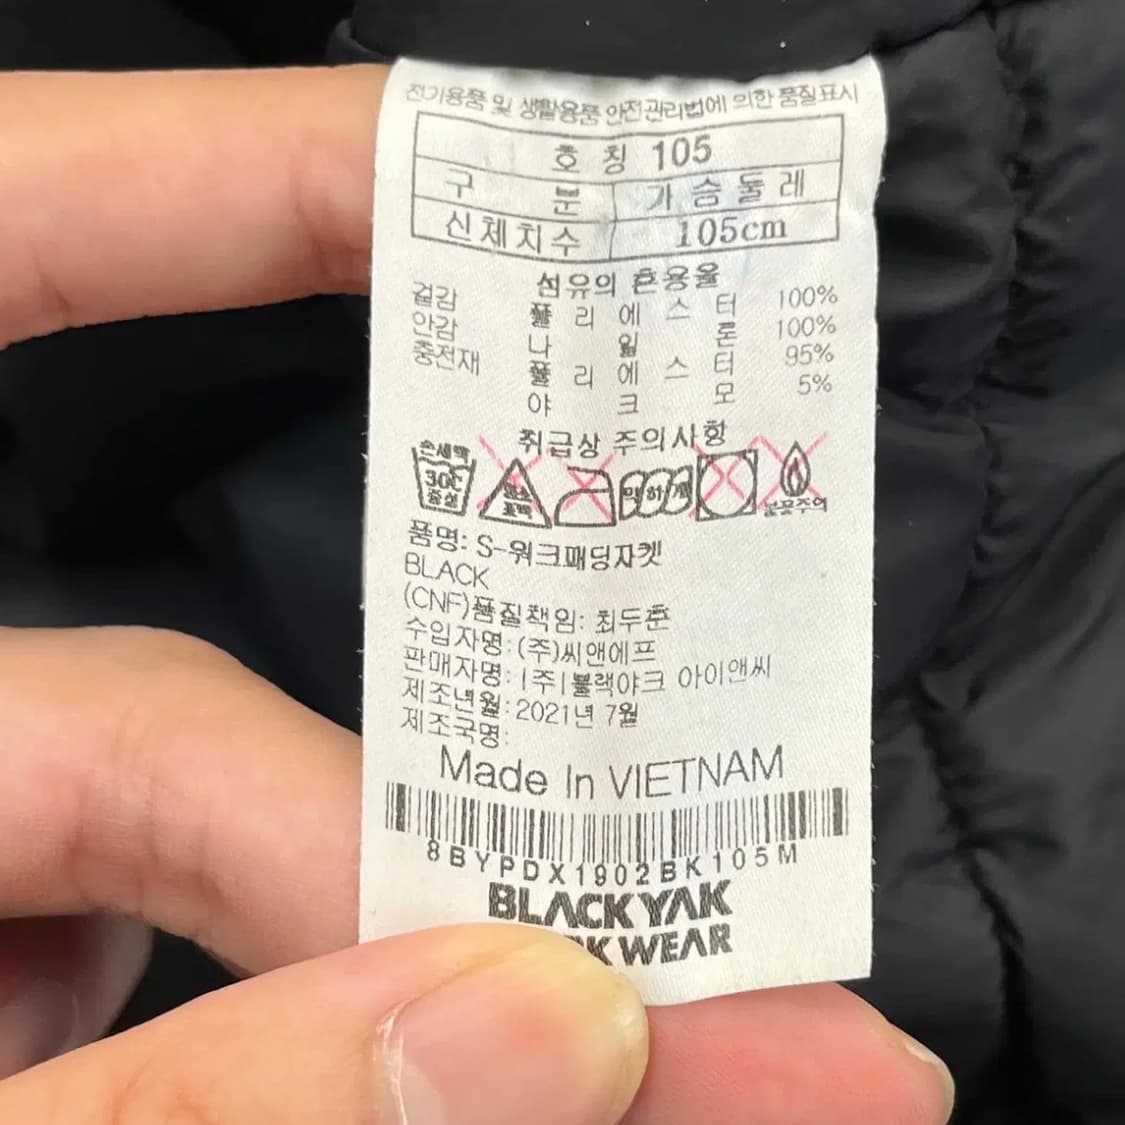 전기용품 및 생활용품 안전관리법에 의한 품질표시
호 칭 105
구 분 가슴둘레
신체치수 105cm
섬유의 혼용율
겉감 폴리에스터 100%
안감 나일론 100%
충전재 폴리에스터 95%
야크모 5%
취급상 주의사항
손세탁 30℃ 중성 염소 표백 약하게
불꽃주의
품명: S-워크패딩자켓
BLACK
(CNF)품질책임: 최두준
수입자명: (주)씨앤에프
판매자명: (주)블랙야크 아이앤씨
제조년월: 2021년 7월
제조국명:
Made In VIETNAM
8BYPDX1902BK105M
BLACKYAK
WEAR